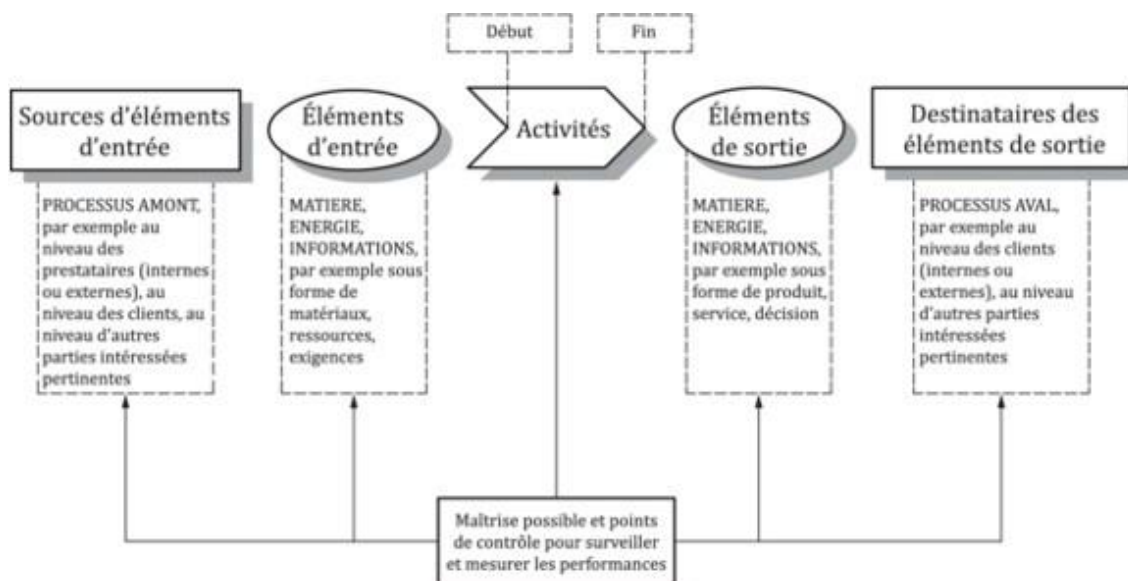 Début
Fin
Sources d'éléments
d'entrée
Éléments
d'entrée
Activités
Éléments
de sortie
Destinataires des
éléments de sortie
PROCESSUS AMONT,
par exemple au
niveau des
prestataires (internes
ou externes), au
niveau des clients, au
niveau d'autres
parties intéressées
pertinentes
MATIERE,
ENERGIE,
INFORMATIONS,
par exemple sous
forme de
matériaux,
ressources,
exigences
MATIERE,
ENERGIE,
INFORMATIONS,
par exemple sous
forme de produit,
service, décision
PROCESSUS AVAL,
par exemple au
niveau des clients
(internes ou
externes), au niveau
d'autres parties
intéressées
pertinentes
Maîtrise possible et points
de contrôle pour surveiller
et mesurer les performances